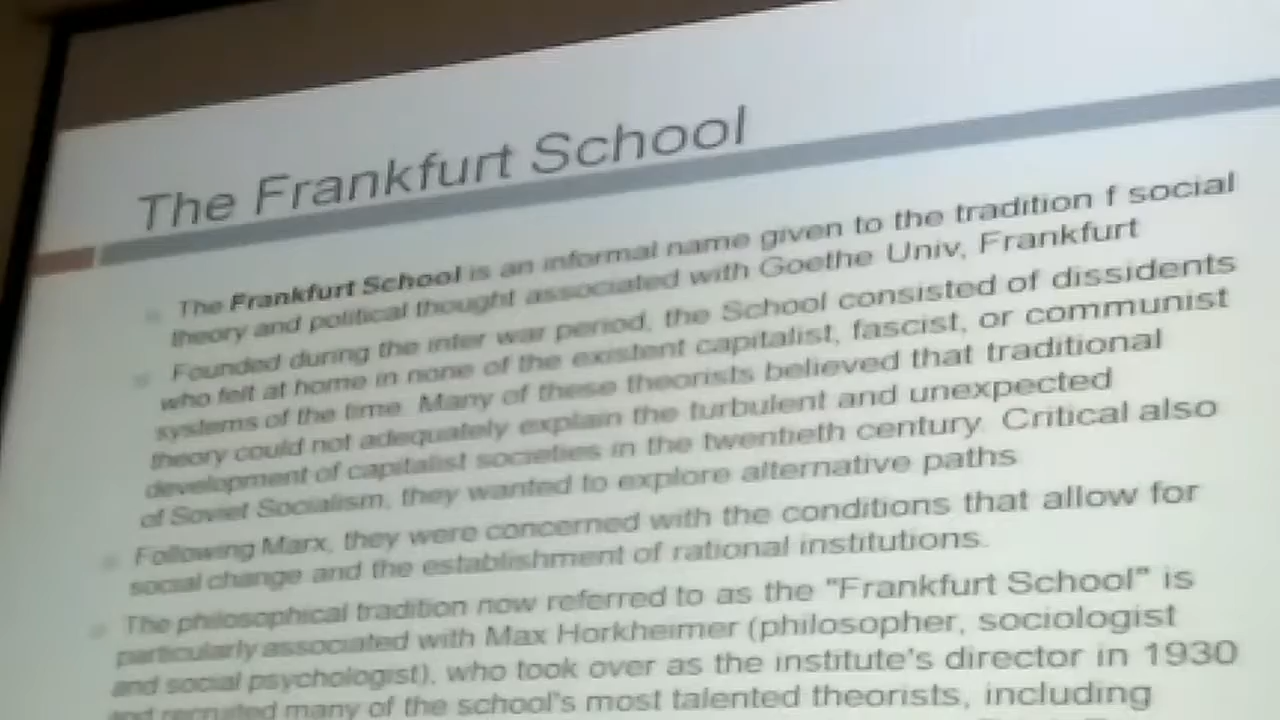 The Frankfurt School
The Frankfurt School is an informal name given to the tradition f social
theory and political thought associated with Goethe Univ, Frankfurt
Founded during the inter war period, the School consisted of dissidents
who felt at home in none of the existent capitalist, fascist, or communist
systems of the time. Many of these theorists believed that traditional
theory could not adequately explain the turbulent and unexpected
development of capitalist societies in the twentieth century. Critical also
of Soviet Socialism, they wanted to explore alternative paths
Following Marx, they were concerned with the conditions that allow for
social change and the establishment of rational institutions.
The philosophical tradition now referred to as the "Frankfurt School" is
particularly associated with Max Horkheimer (philosopher, sociologist
and social psychologist), who took over as the institute's director in 1930
and recruited many of the school's most talented theorists, including